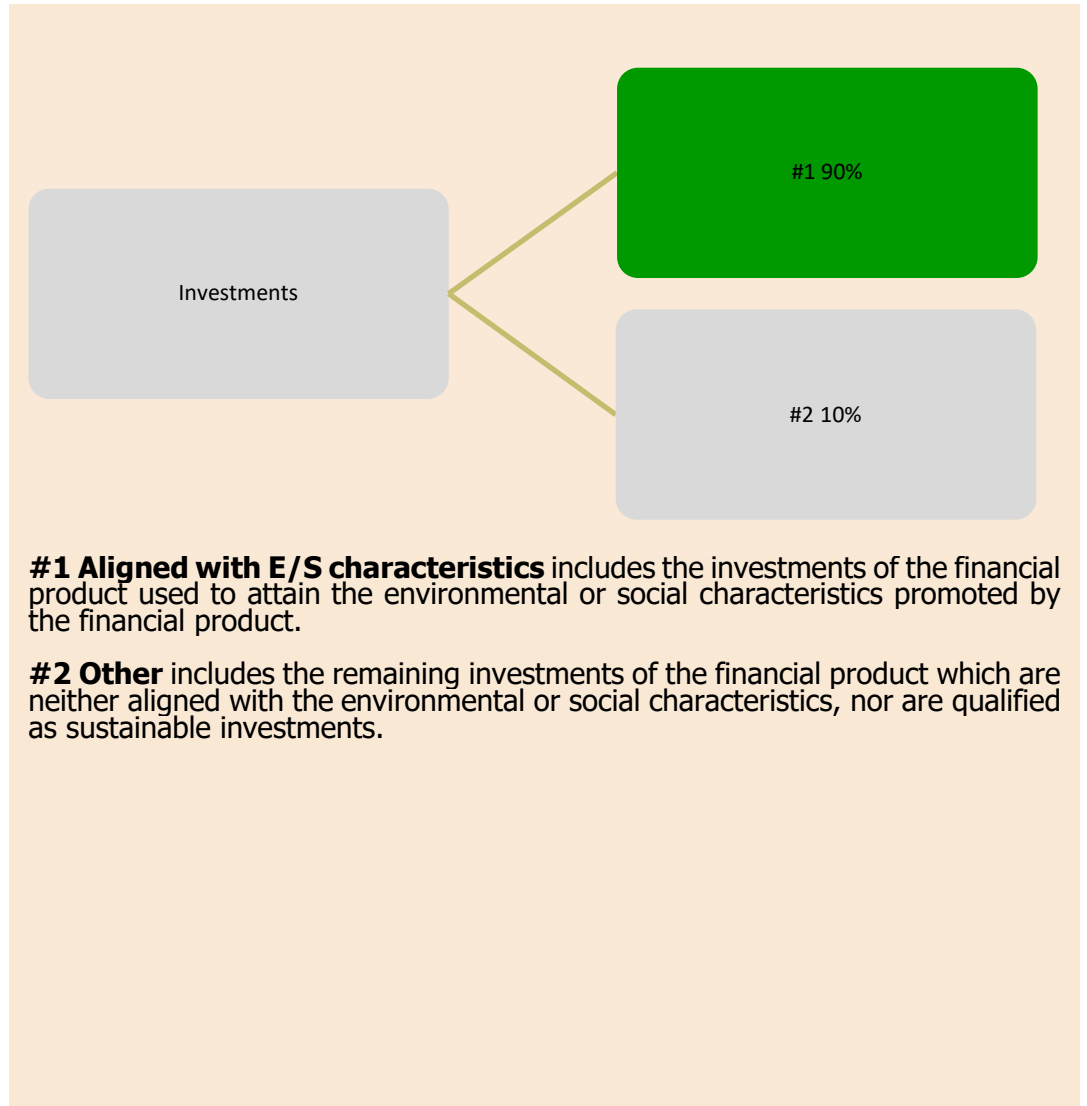 #1 90%
Investments
#2 10%
#1 Aligned with E/S characteristics includes the investments of the financial
product used to attain the environmental or social characteristics promoted by
the financial product.
#2 Other includes the remaining investments of the financial product which are
neither aligned with the environmental or social characteristics, nor are qualified
as sustainable investments.